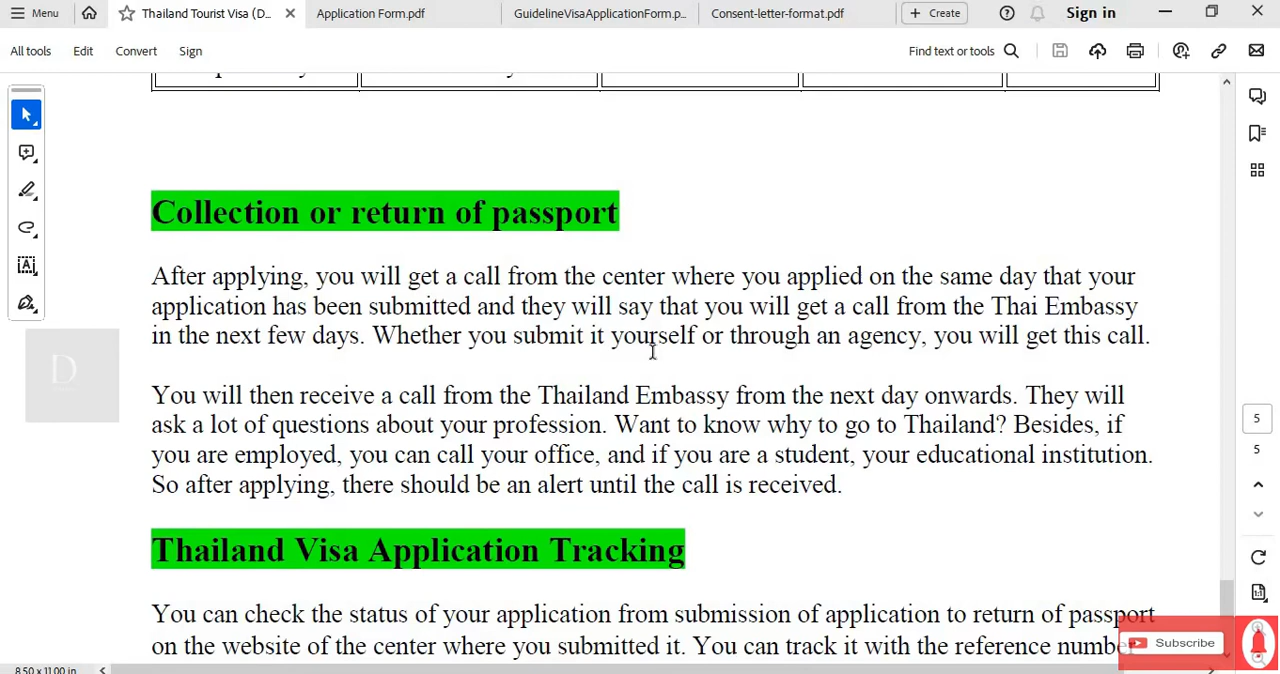 Menu
Thailand Tourist Visa (D...
Application Form.pdf
GuidelineVisaApplicationForm.p...
Consent-letter-format.pdf
+ Create
Sign in
All tools
Edit
Convert
Sign
Find text or tools
Collection or return of passport
After applying, you will get a call from the center where you applied on the same day that your
application has been submitted and they will say that you will get a call from the Thai Embassy
in the next few days. Whether you submit it yourself or through an agency, you will get this call.
You will then receive a call from the Thailand Embassy from the next day onwards. They will
ask a lot of questions about your profession. Want to know why to go to Thailand? Besides, if
you are employed, you can call your office, and if you are a student, your educational institution.
So after applying, there should be an alert until the call is received.
Thailand Visa Application Tracking
You can check the status of your application from submission of application to return of passport
on the website of the center where you submitted it. You can track it with the reference number
D
5
5
Subscribe
8.50 x 11.00 in